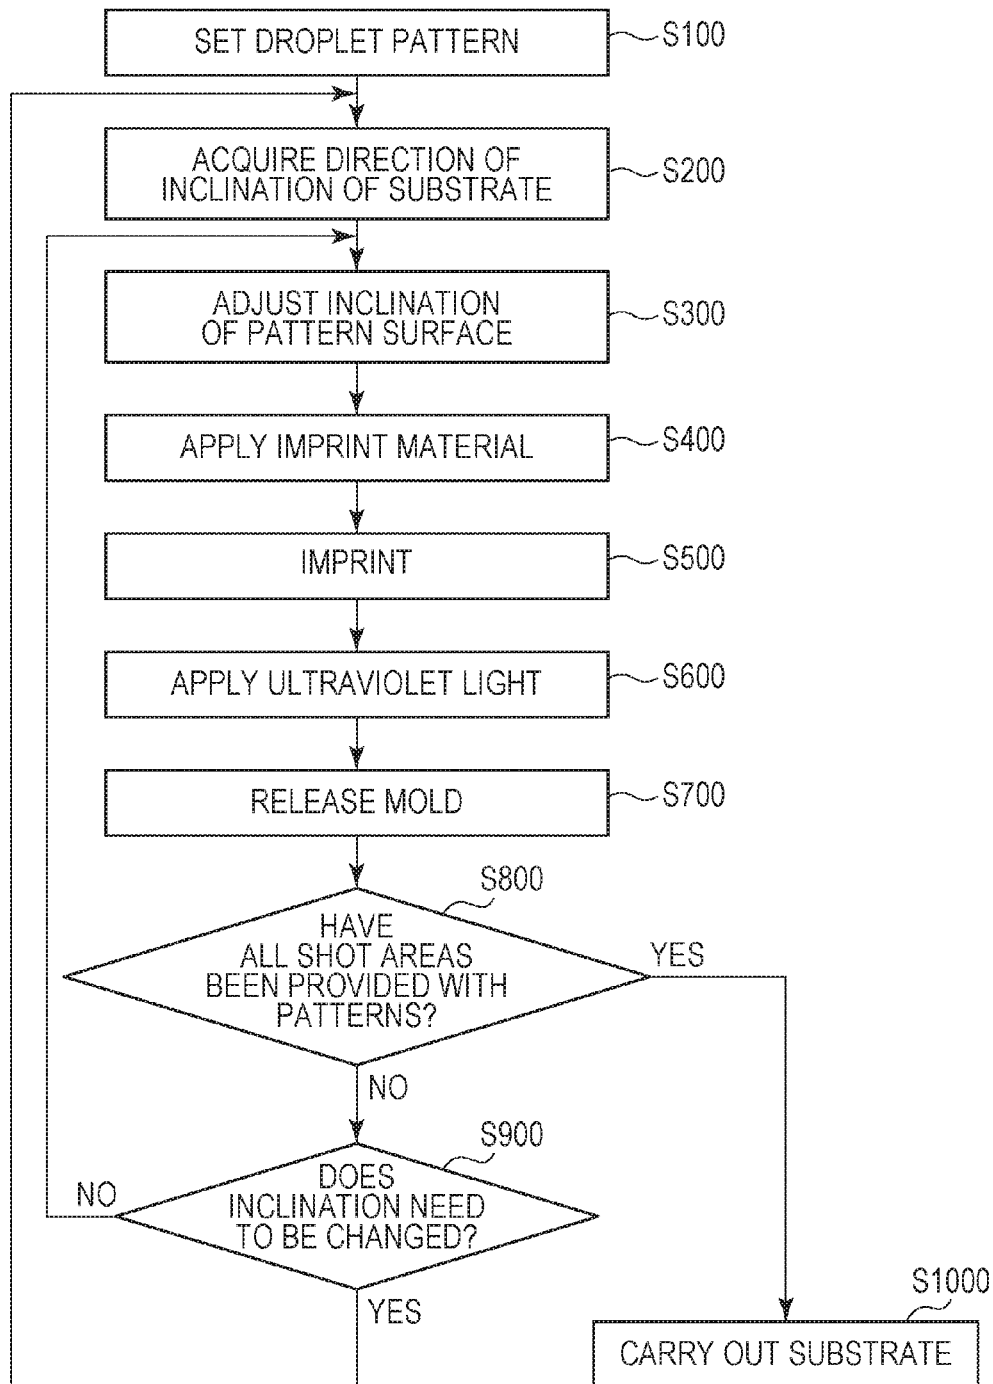 SET DROPLET PATTERN
S100
ACQUIRE DIRECTION OF
INCLINATION OF SUBSTRATE
S200
ADJUST INCLINATION
OF PATTERN SURFACE
S300
APPLY IMPRINT MATERIAL
S400
IMPRINT
S500
APPLY ULTRAVIOLET LIGHT
S600
RELEASE MOLD
S700
S800
HAVE
ALL SHOT AREAS
BEEN PROVIDED WITH
PATTERNS?
YES
NO
S900
DOES
INCLINATION NEED
TO BE CHANGED?
NO
YES
S1000
CARRY OUT SUBSTRATE